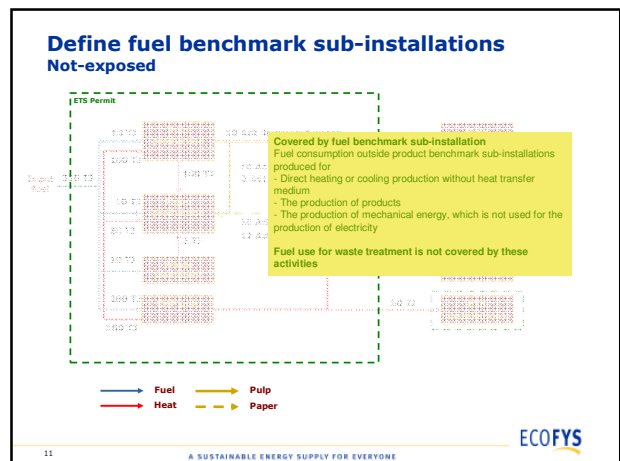 Define fuel benchmark sub-installations
Not-exposed
ETS Permit
Covered by fuel benchmark sub-installation
Fuel consumption outside product benchmark sub-installations
produced for
- Direct heating or cooling production without heat transfer
medium
- The production of products
- The production of mechanical energy, which is not used for the
production of electricity
Fuel use for waste treatment is not covered by these
activities
Fuel
Pulp
Heat
Paper
ECOFYS
11
A SUSTAINABLE ENERGY SUPPLY FOR EVERYONE